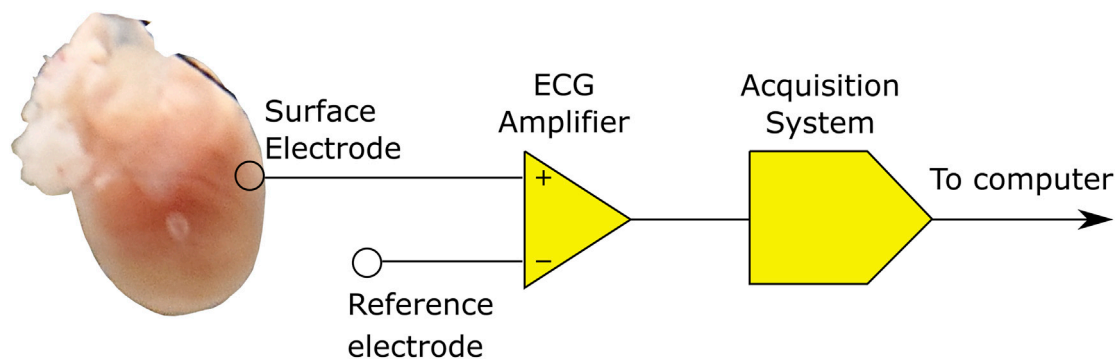 Surface
Electrode
ECG
Amplifier
Acquisition
System
To computer
+
−
Reference
electrode